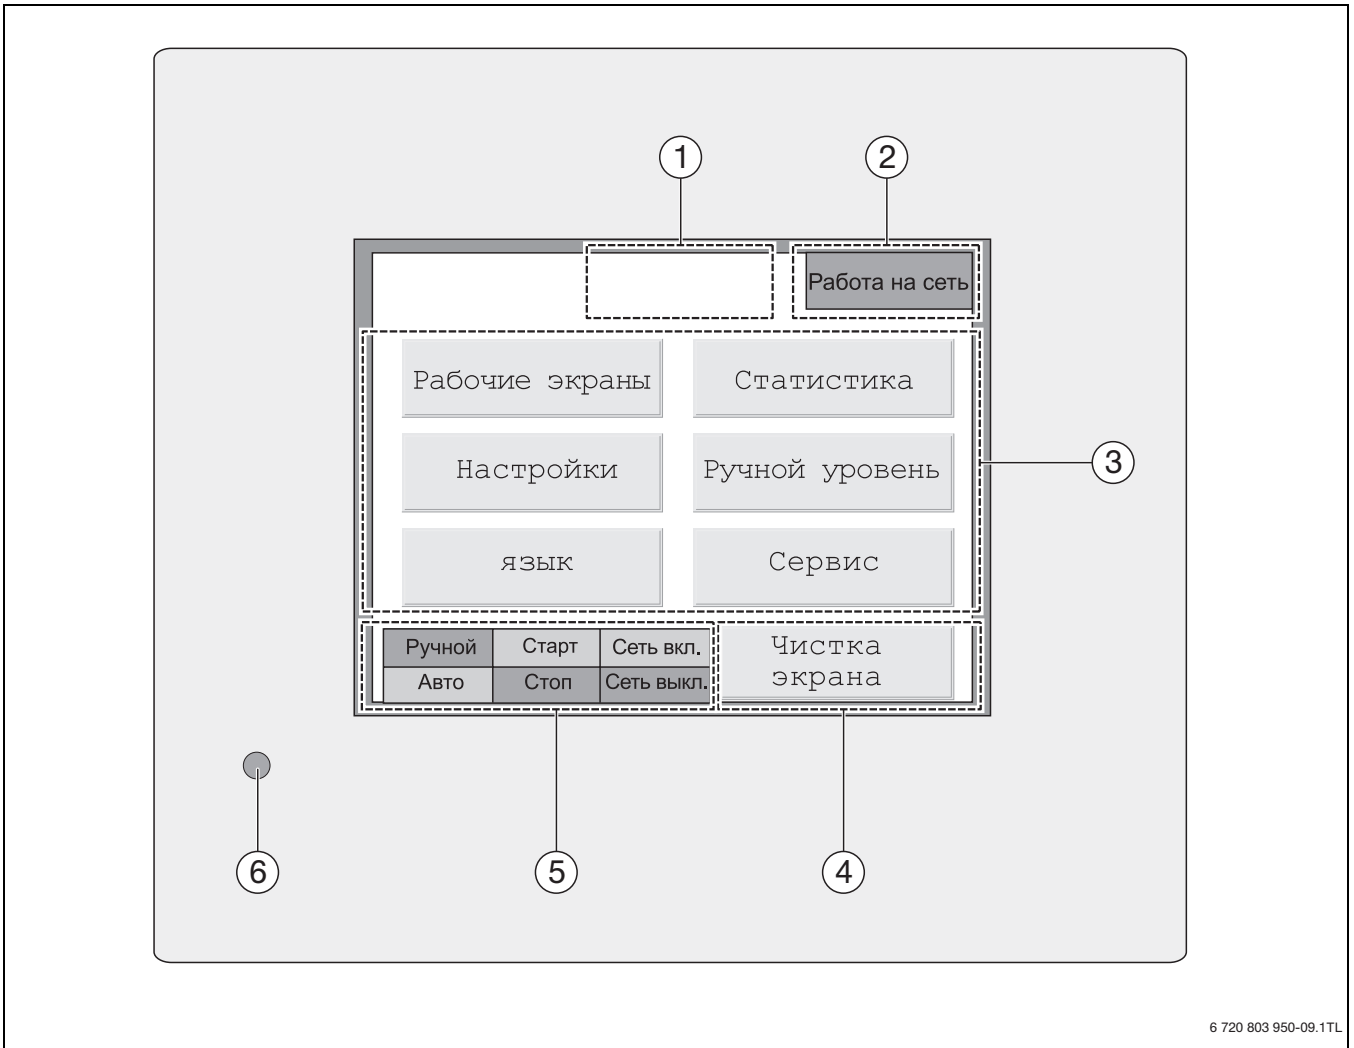 1
2
Работа на сеть
Рабочие экраны
Статистика
Настройки
Ручной уровень
3
язык
Сервис
Ручной
Старт
Сеть вкл.
Чистка
экрана
Авто
Стоп
Сеть выкл.
6
5
4
6 720 803 950-09.1TL